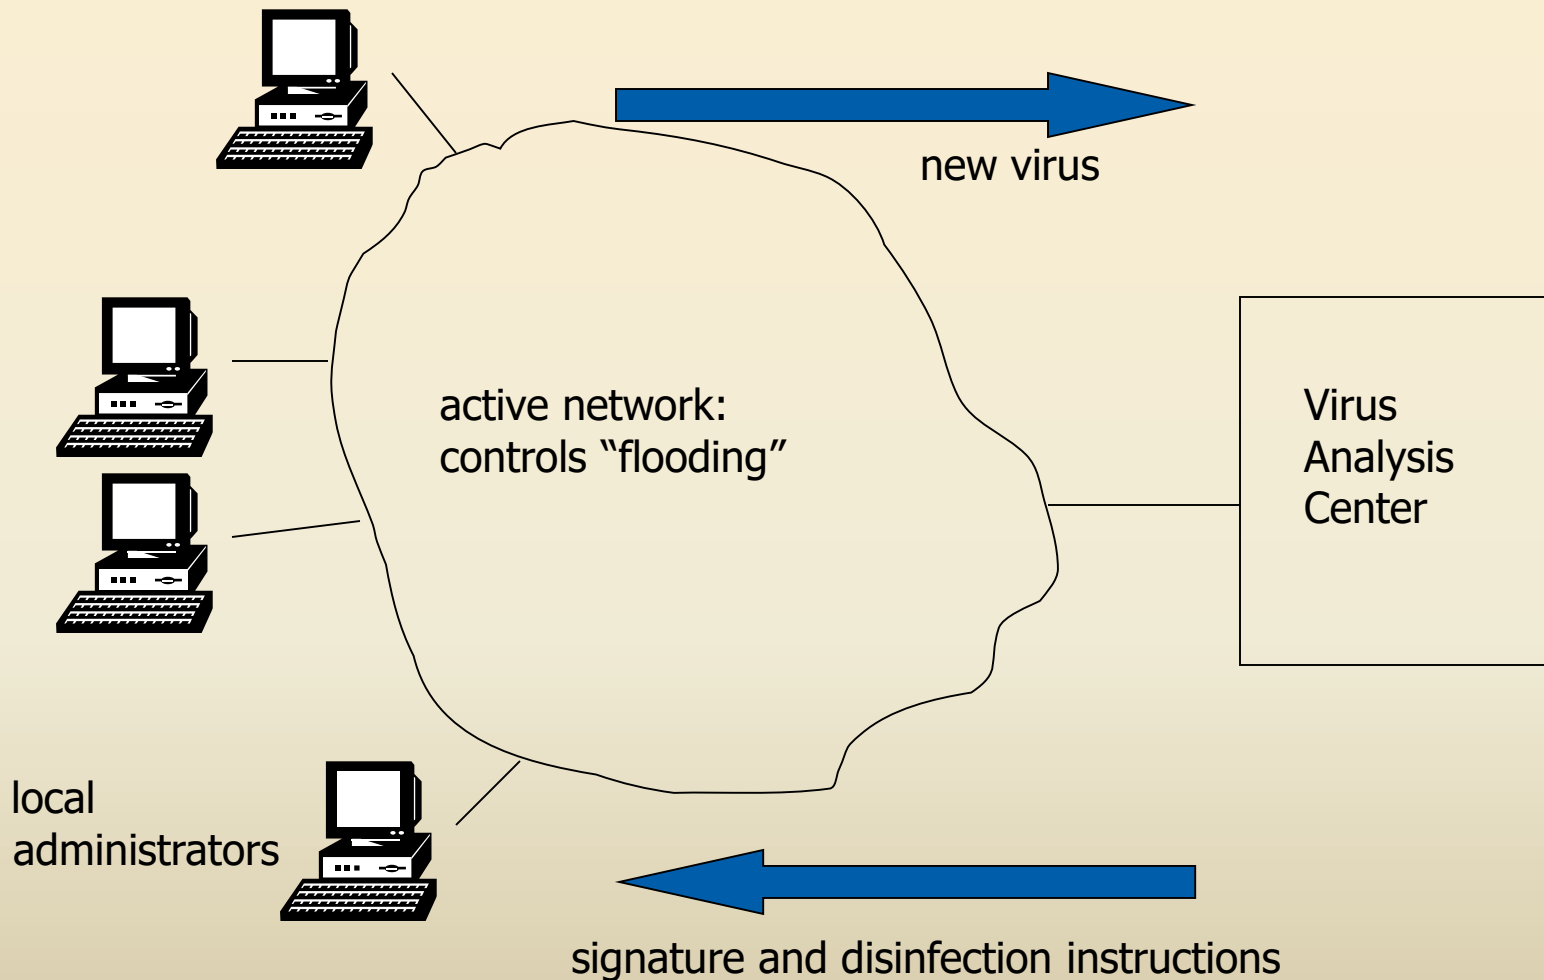 new virus
active network:
controls “flooding”
Virus
Analysis
Center
local
administrators
signature and disinfection instructions